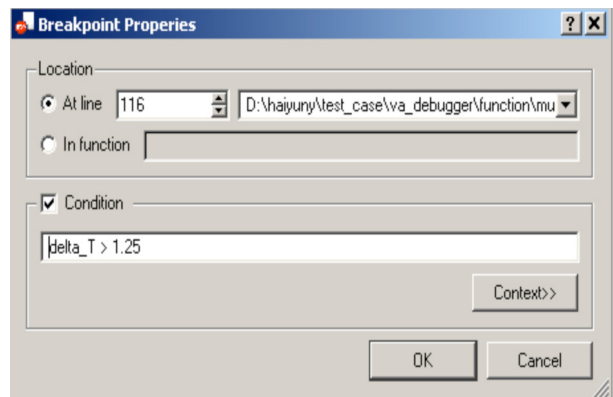 Breakpoint Properies
Location
At line 116 D:\haiyuny\test_case\va_debugger\function\mu
In function
Condition
delta_T > 1.25
Context>>
OK Cancel